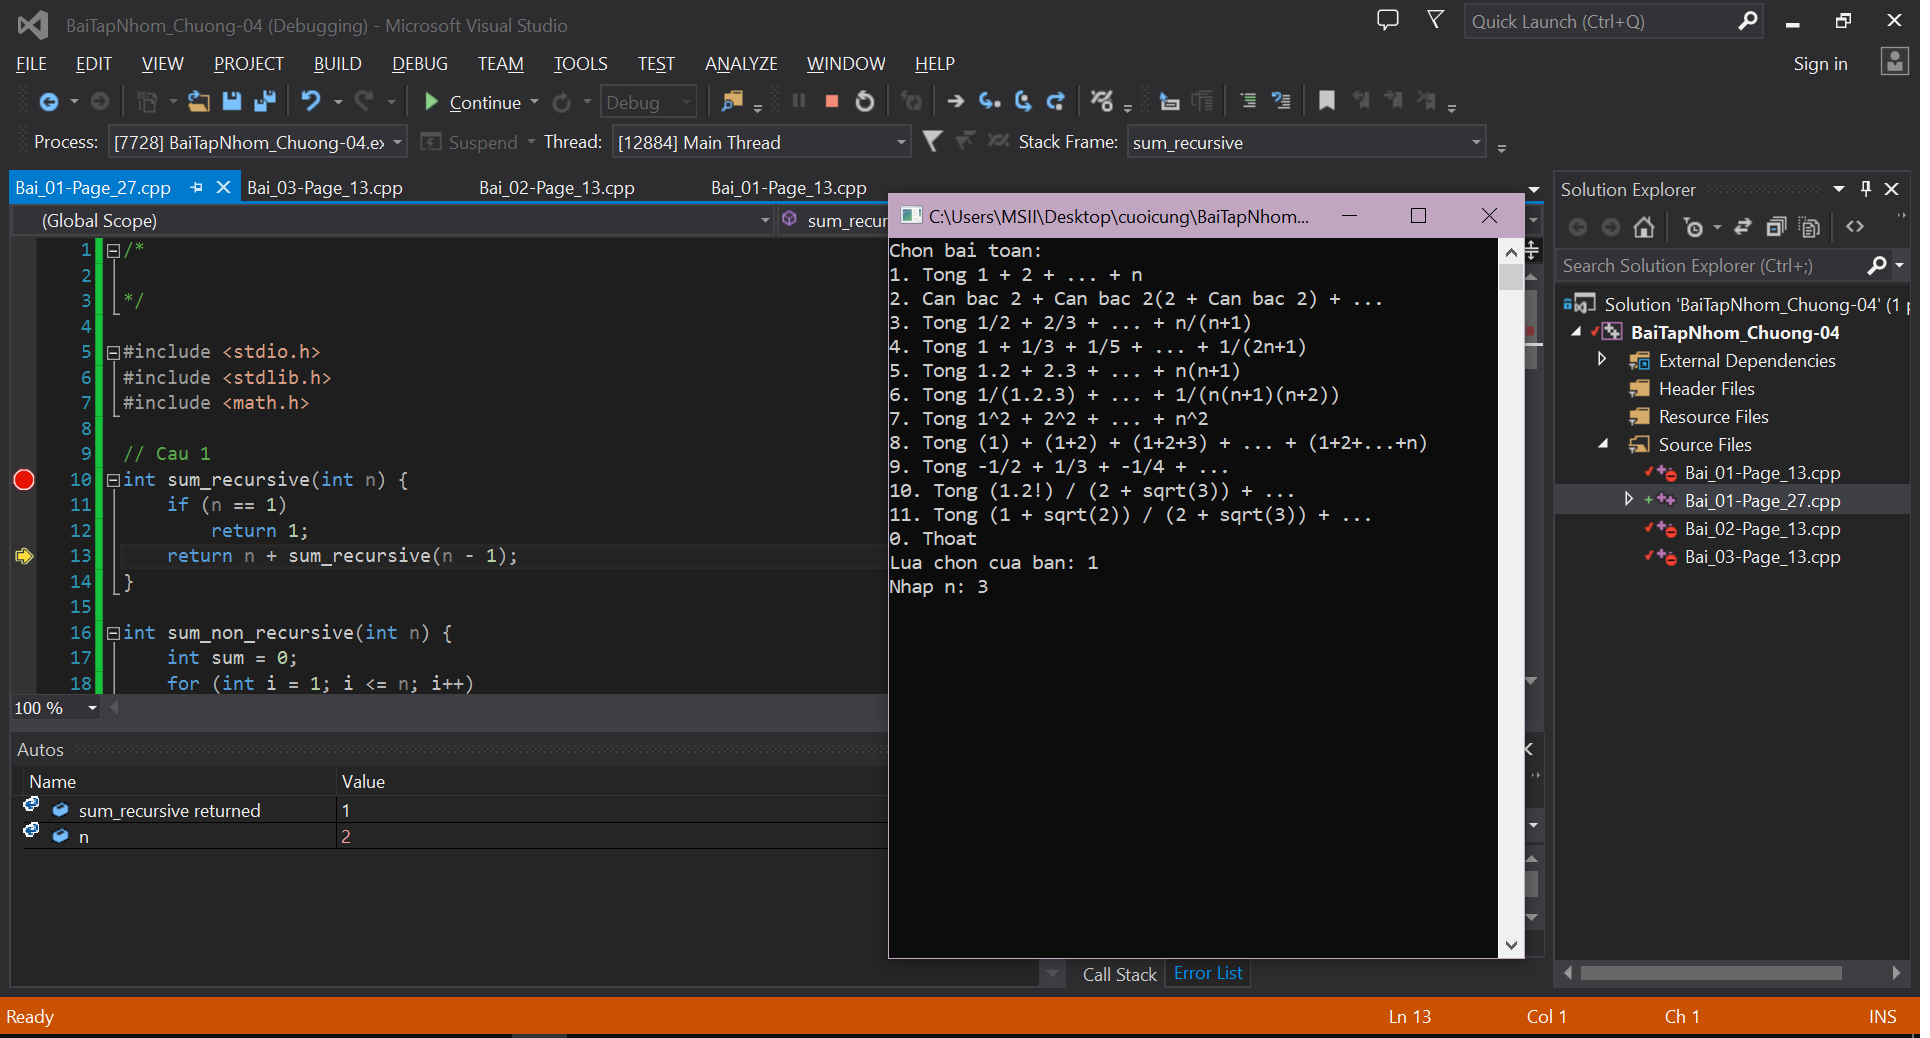 BaiTapNhom_Chuong-04 (Debugging) - Microsoft Visual Studio
Quick Launch (Ctrl+Q)
FILE EDIT VIEW PROJECT BUILD DEBUG TEAM TOOLS TEST ANALYZE WINDOW HELP
Sign in
Continue Debug
Process: [7728] BaiTapNhom_Chuong-04.ex Suspend Thread: [12884] Main Thread Stack Frame: sum_recursive
Bai_01-Page_27.cpp Bai_03-Page_13.cpp Bai_02-Page_13.cpp Bai_01-Page_13.cpp
(Global Scope) sum_recur
1 /*
2
3 */
4
5 #include <stdio.h>
6 #include <stdlib.h>
7 #include <math.h>
8
9 // Cau 1
10 int sum_recursive(int n) {
11 if (n == 1)
12 return 1;
13 return n + sum_recursive(n - 1);
14 }
15
16 int sum_non_recursive(int n) {
17 int sum = 0;
18 for (int i = 1; i <= n; i++)
100 %
Autos
Name Value
sum_recursive returned 1
n 2
C:\Users\MSII\Desktop\cuoicung\BaiTapNhom...
Chon bai toan:
1. Tong 1 + 2 + ... + n
2. Can bac 2 + Can bac 2(2 + Can bac 2) + ...
3. Tong 1/2 + 2/3 + ... + n/(n+1)
4. Tong 1 + 1/3 + 1/5 + ... + 1/(2n+1)
5. Tong 1.2 + 2.3 + ... + n(n+1)
6. Tong 1/(1.2.3) + ... + 1/(n(n+1)(n+2))
7. Tong 1^2 + 2^2 + ... + n^2
8. Tong (1) + (1+2) + (1+2+3) + ... + (1+2+...+n)
9. Tong -1/2 + 1/3 + -1/4 + ...
10. Tong (1.2!) / (2 + sqrt(3)) + ...
11. Tong (1 + sqrt(2)) / (2 + sqrt(3)) + ...
0. Thoat
Lua chon cua ban: 1
Nhap n: 3
Call Stack Error List
Solution Explorer
Search Solution Explorer (Ctrl+;)
Solution 'BaiTapNhom_Chuong-04' (1 p
BaiTapNhom_Chuong-04
External Dependencies
Header Files
Resource Files
Source Files
Bai_01-Page_13.cpp
Bai_01-Page_27.cpp
Bai_02-Page_13.cpp
Bai_03-Page_13.cpp
Ready Ln 13 Col 1 Ch 1 INS